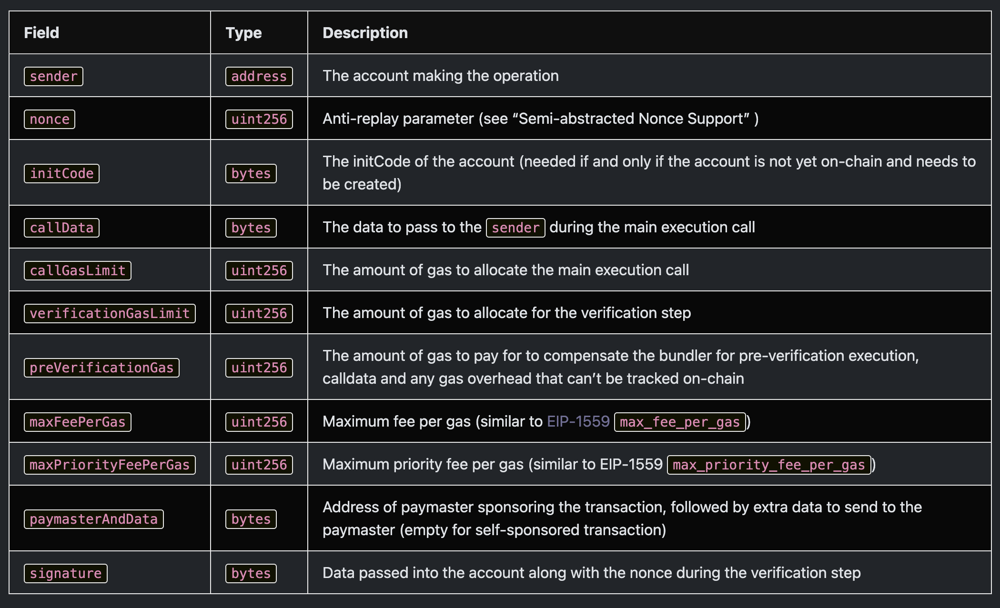 Field Type Description
sender address The account making the operation
nonce uint256 Anti-replay parameter (see “Semi-abstracted Nonce Support” )
initCode bytes The initCode of the account (needed if and only if the account is not yet on-chain and needs to
be created)
callData bytes The data to pass to the sender during the main execution call
callGasLimit uint256 The amount of gas to allocate the main execution call
verificationGasLimit uint256 The amount of gas to allocate for the verification step
preVerificationGas uint256 The amount of gas to pay for to compensate the bundler for pre-verification execution,
calldata and any gas overhead that can’t be tracked on-chain
maxFeePerGas uint256 Maximum fee per gas (similar to EIP-1559 max_fee_per_gas)
maxPriorityFeePerGas uint256 Maximum priority fee per gas (similar to EIP-1559 max_priority_fee_per_gas)
paymasterAndData bytes Address of paymaster sponsoring the transaction, followed by extra data to send to the
paymaster (empty for self-sponsored transaction)
signature bytes Data passed into the account along with the nonce during the verification step